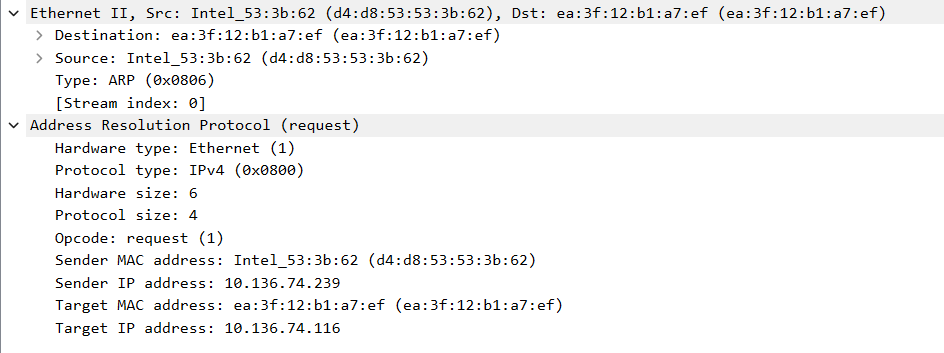 Ethernet II, Src: Intel_53:3b:62 (d4:d8:53:53:3b:62), Dst: ea:3f:12:b1:a7:ef (ea:3f:12:b1:a7:ef)
Destination: ea:3f:12:b1:a7:ef (ea:3f:12:b1:a7:ef)
Source: Intel_53:3b:62 (d4:d8:53:53:3b:62)
Type: ARP (0x0806)
[Stream index: 0]
Address Resolution Protocol (request)
Hardware type: Ethernet (1)
Protocol type: IPv4 (0x0800)
Hardware size: 6
Protocol size: 4
Opcode: request (1)
Sender MAC address: Intel_53:3b:62 (d4:d8:53:53:3b:62)
Sender IP address: 10.136.74.239
Target MAC address: ea:3f:12:b1:a7:ef (ea:3f:12:b1:a7:ef)
Target IP address: 10.136.74.116